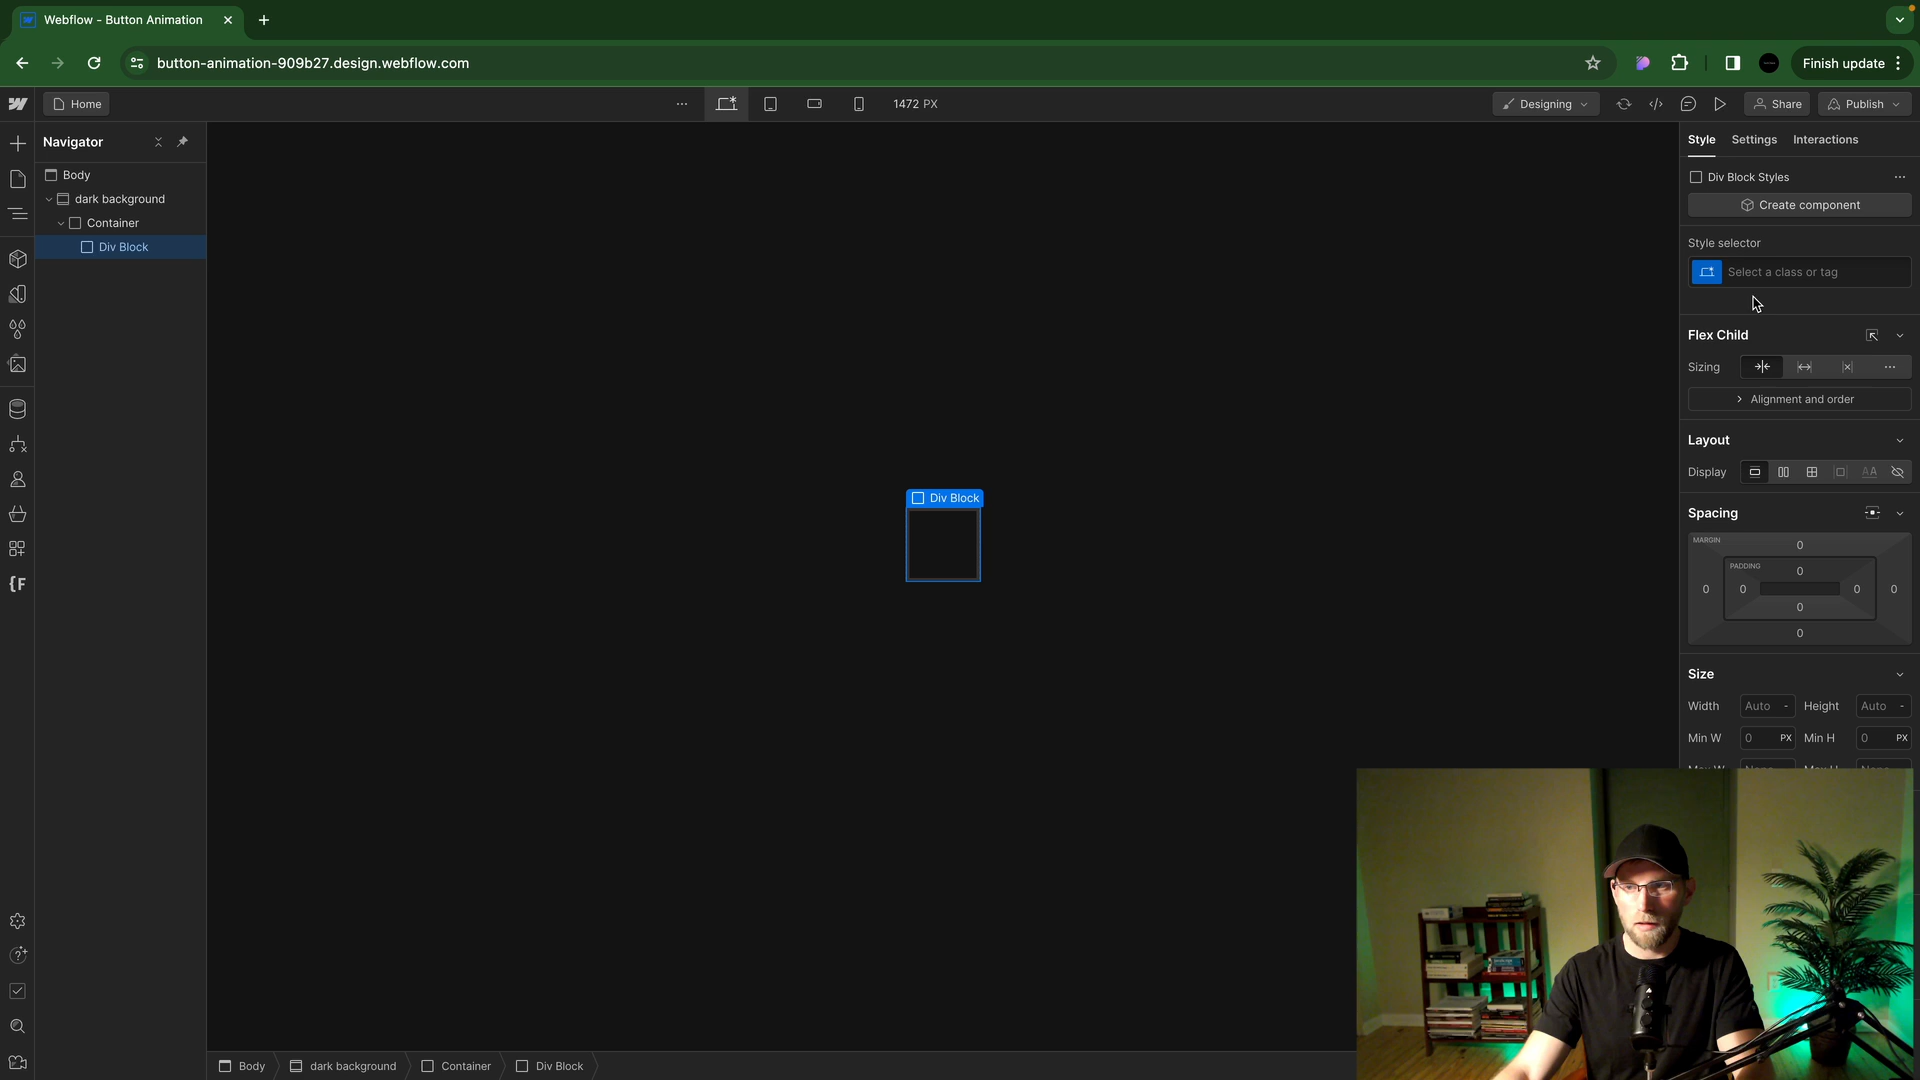 Webflow - Button Animation
button-animation-909b27.design.webflow.com
Finish update
Home
1472 PX
Designing
Share
Publish
Navigator
Body
dark background
Container
Div Block
Style
Settings
Interactions
Div Block Styles
Create component
Style selector
Select a class or tag
Flex Child
Sizing
Alignment and order
Layout
Display
Spacing
MARGIN
0
PADDING
0
0
0
0
0
0
0
Size
Width
Auto
-
Height
Auto
-
Min W
0
PX
Min H
0
PX
Div Block
Body
dark background
Container
Div Block